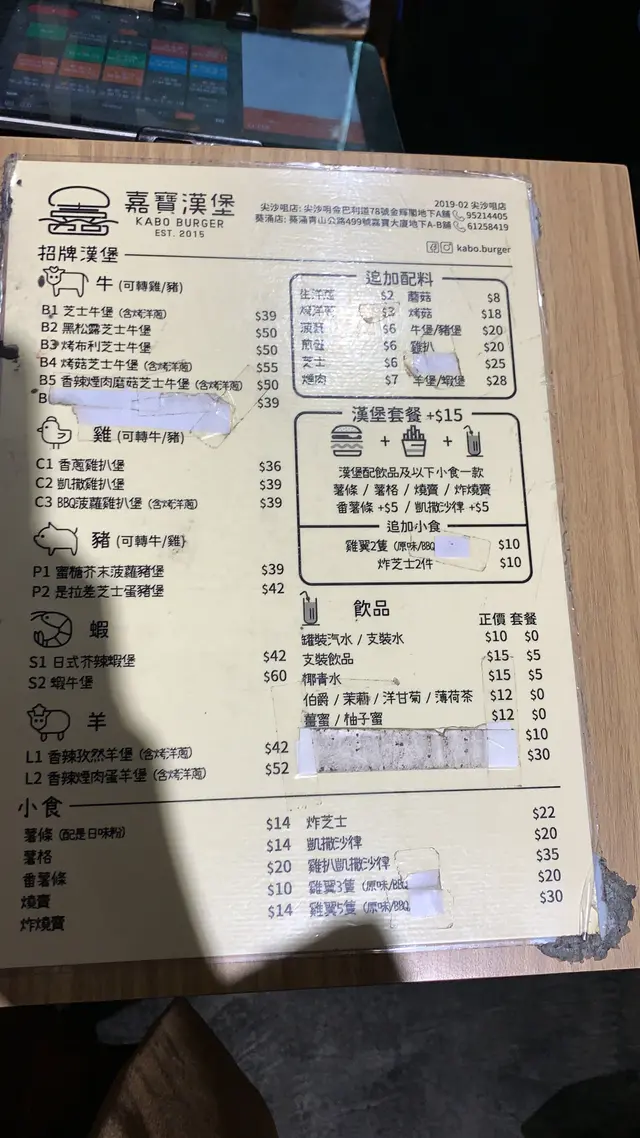 嘉寶漢堡
KABO BURGER
EST. 2015
2019-02 尖沙咀店
尖沙咀店: 尖沙咀金巴利道78號金輝閣地下A舖 95214405
葵涌店: 葵涌青山公路499號嘉寶大廈地下A-B舖 61258419
kabo.burger
招牌漢堡
牛 (可轉雞/豬)
B1 芝士牛堡 (含烤洋蔥) $39
B2 黑松露芝士牛堡 $50
B3 烤布利芝士牛堡 $50
B4 烤菇芝士牛堡 (含烤洋蔥) $55
B5 香辣煙肉磨菇芝士牛堡 (含烤洋蔥) $50
B $39
雞 (可轉牛/豬)
C1 香蔥雞扒堡 $36
C2 凱撒雞扒堡 $39
C3 BBQ菠蘿雞扒堡 (含烤洋蔥) $39
豬 (可轉牛/雞)
P1 蜜糖芥末菠蘿豬堡 $39
P2 是拉差芝士蛋豬堡 $42
蝦
S1 日式芥辣蝦堡 $42
S2 蝦牛堡 $60
羊
L1 香辣孜然羊堡 (含烤洋蔥) $42
L2 香辣煙肉蛋羊堡 (含烤洋蔥) $52
追加配料
生洋蔥 $2 蘑菇 $8
焗洋蔥 $3 烤菇 $18
菠蘿 $6 牛堡/豬堡 $20
煎蛋 $6 雞扒 $20
芝士 $6 $25
煙肉 $7 羊堡/蝦堡 $28
漢堡套餐 +$15
+ +
漢堡配飲品及以下小食一款
薯條 / 薯格 / 燒賣 / 炸燒賣
番薯條 +$5 / 凱撒沙律 +$5
追加小食
雞翼2隻 (原味/BBQ $10
炸芝士2件 $10
飲品 正價 套餐
罐裝汽水 / 支裝水 $10 $0
支裝飲品 $15 $5
椰青水 $15 $5
伯爵 / 茉莉 / 洋甘菊 / 薄荷茶 $12 $0
薑蜜 / 柚子蜜 $12 $0
$10
$30
小食
薯條 (配是日味粉) $14
薯格 $14
番薯條 $20
燒賣 $10
炸燒賣 $14
炸芝士 $22
凱撒沙律 $20
雞扒凱撒沙律 $35
雞翼3隻 (原味/BBQ $20
雞翼5隻 (原味/BBQ $30